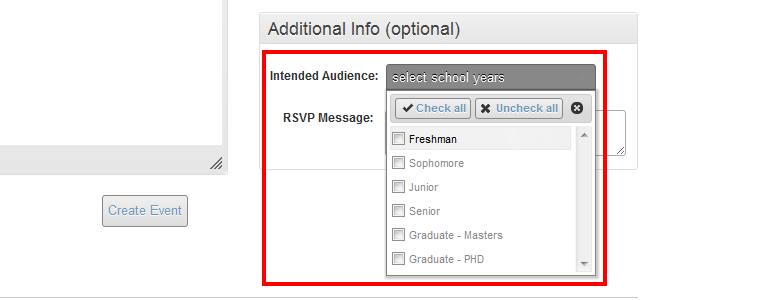 Additional Info (optional)
Intended Audience:
select school years
Check all
Uncheck all
RSVP Message:
Freshman
Sophomore
Junior
Senior
Graduate - Masters
Graduate - PHD
Create Event